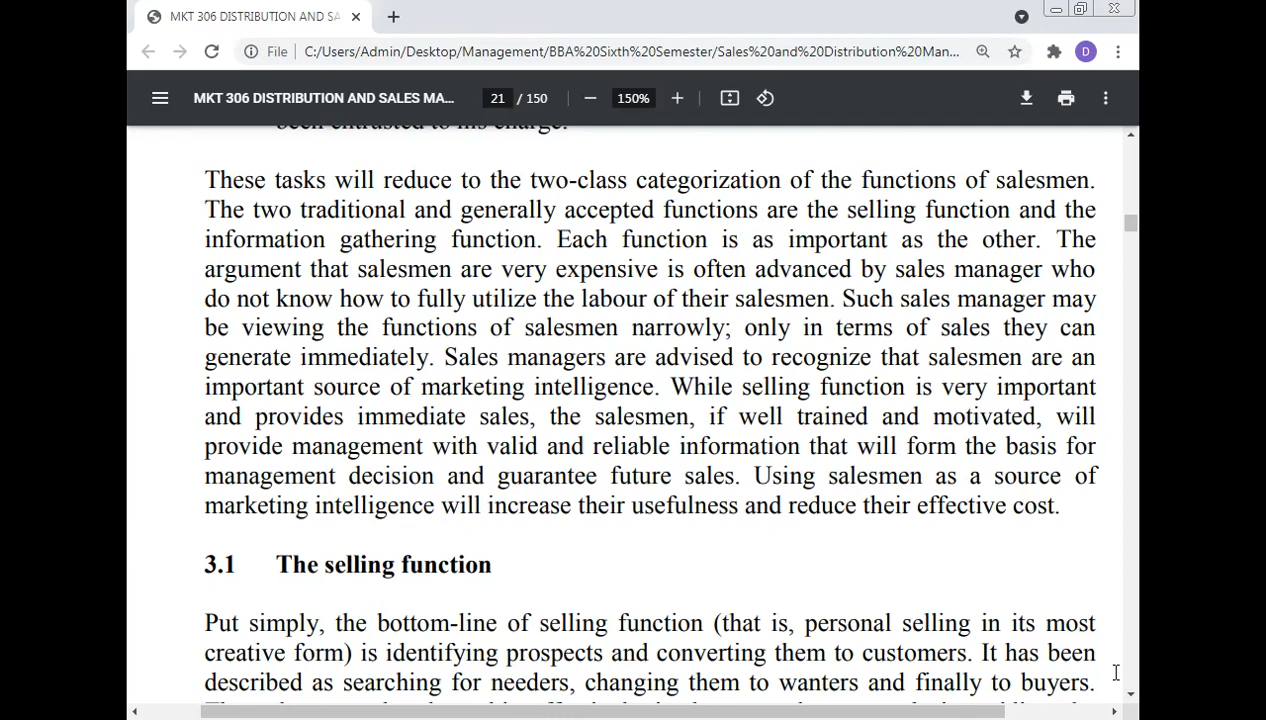 MKT 306 DISTRIBUTION AND SA
File C:/Users/Admin/Desktop/Management/BBA%20Sixth%20Semester/Sales%20and%20Distribution%20Man...
D
MKT 306 DISTRIBUTION AND SALES MA... 21 / 150 150%
been entrusted to his charge.
These tasks will reduce to the two-class categorization of the functions of salesmen.
The two traditional and generally accepted functions are the selling function and the
information gathering function. Each function is as important as the other. The
argument that salesmen are very expensive is often advanced by sales manager who
do not know how to fully utilize the labour of their salesmen. Such sales manager may
be viewing the functions of salesmen narrowly; only in terms of sales they can
generate immediately. Sales managers are advised to recognize that salesmen are an
important source of marketing intelligence. While selling function is very important
and provides immediate sales, the salesmen, if well trained and motivated, will
provide management with valid and reliable information that will form the basis for
management decision and guarantee future sales. Using salesmen as a source of
marketing intelligence will increase their usefulness and reduce their effective cost.
3.1 The selling function
Put simply, the bottom-line of selling function (that is, personal selling in its most
creative form) is identifying prospects and converting them to customers. It has been
described as searching for needers, changing them to wanters and finally to buyers.